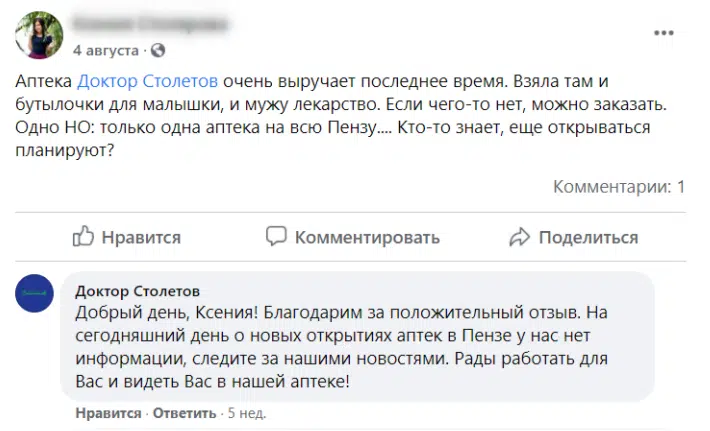 4 августа ·
Аптека Доктор Столетов очень выручает последнее время. Взяла там и
бутылочки для малышки, и мужу лекарство. Если чего-то нет, можно заказать.
Одно НО: только одна аптека на всю Пензу.... Кто-то знает, еще открываться
планируют?
Комментарии: 1
Нравится Комментировать Поделиться
Доктор Столетов
Добрый день, Ксения! Благодарим за положительный отзыв. На
сегодняшний день о новых открытиях аптек в Пензе у нас нет
информации, следите за нашими новостями. Рады работать для
Вас и видеть Вас в нашей аптеке!
Нравится · Ответить · 5 нед.